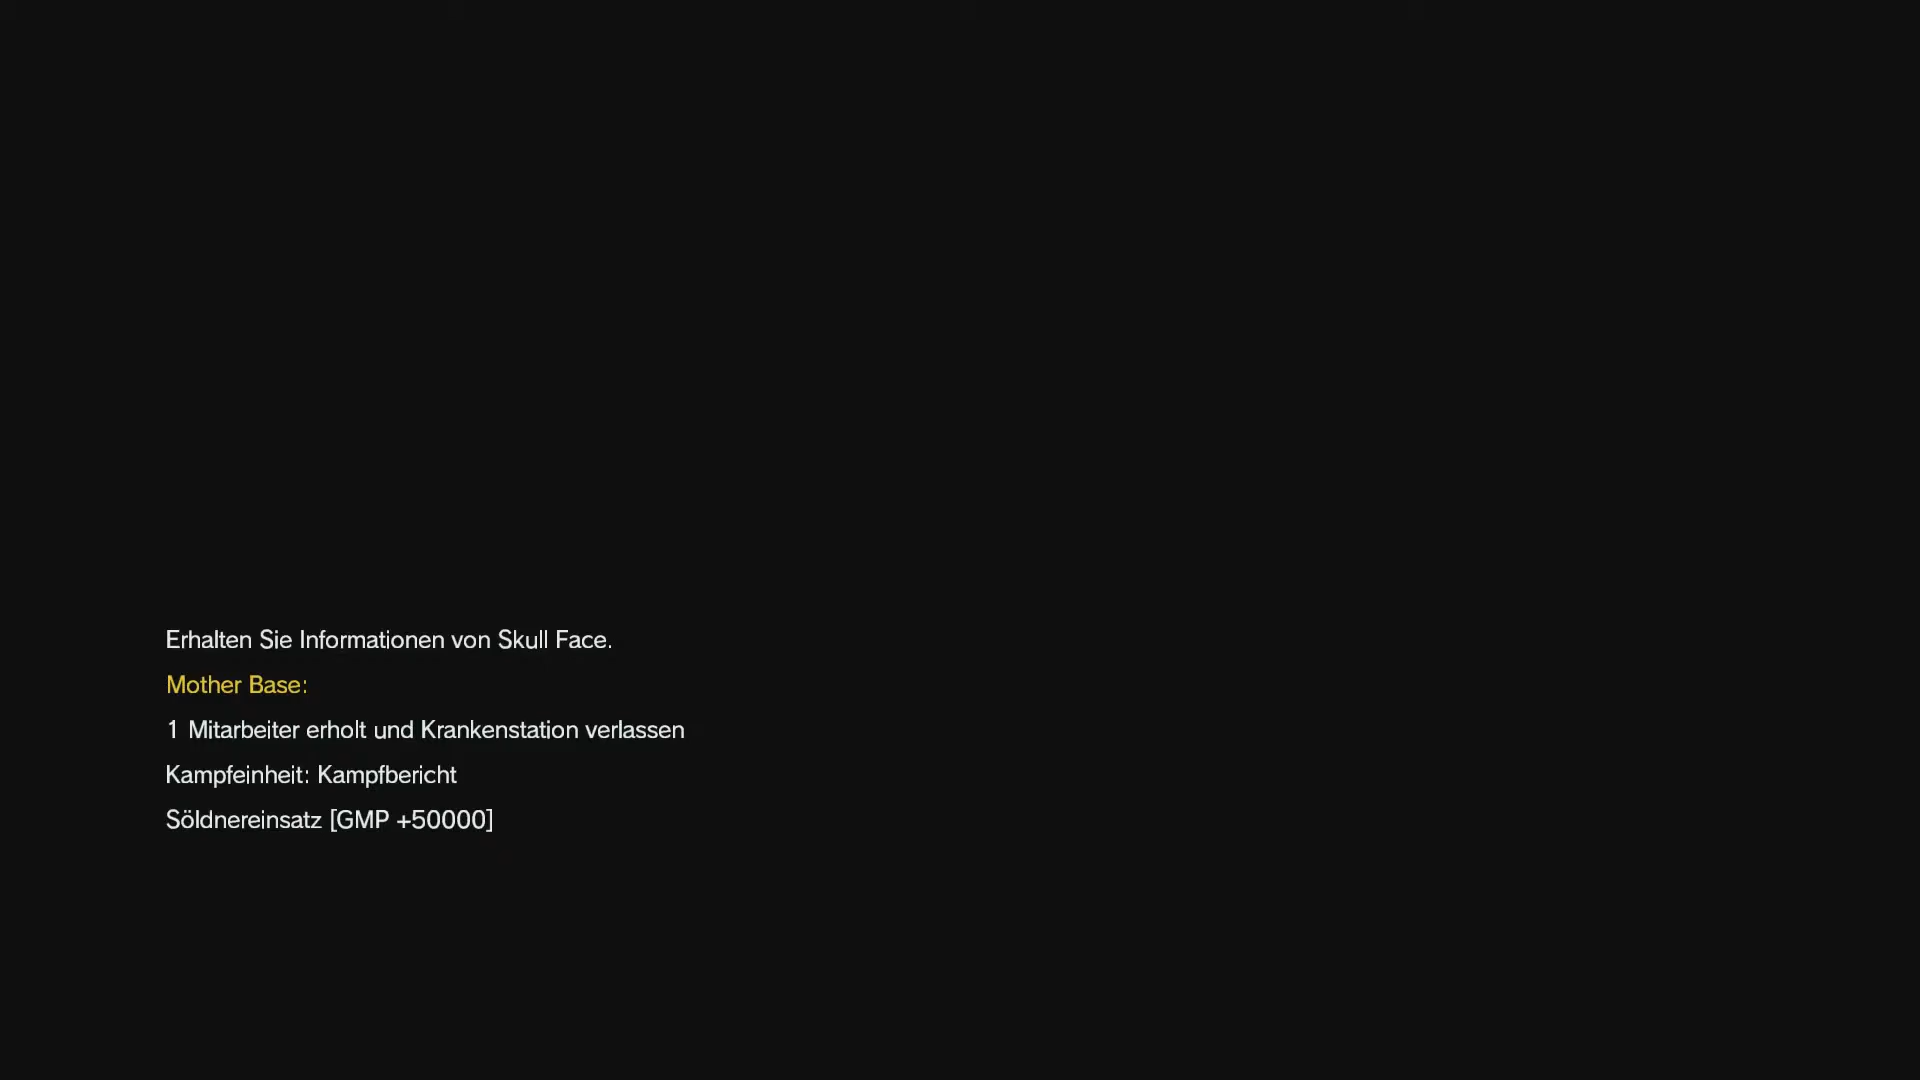 Erhalten Sie Informationen von Skull Face.
Mother Base:
1 Mitarbeiter erholt und Krankenstation verlassen
Kampfeinheit: Kampfbericht
Söldnereinsatz [GMP +50000]